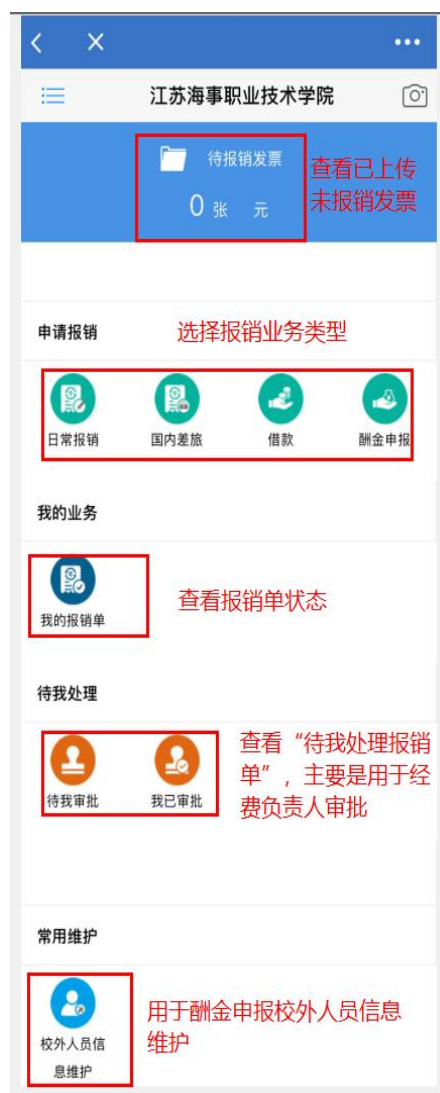 江苏海事职业技术学院
待报销发票
0 张 元
查看已上传
未报销发票
申请报销
选择报销业务类型
日常报销 国内差旅 借款 酬金申报
我的业务
我的报销单
查看报销单状态
待我处理
待我审批 我已审批
查看“待我处理报销
单”，主要是用于经
费负责人审批
常用维护
校外人员信
息维护
用于酬金申报校外人员信息
维护